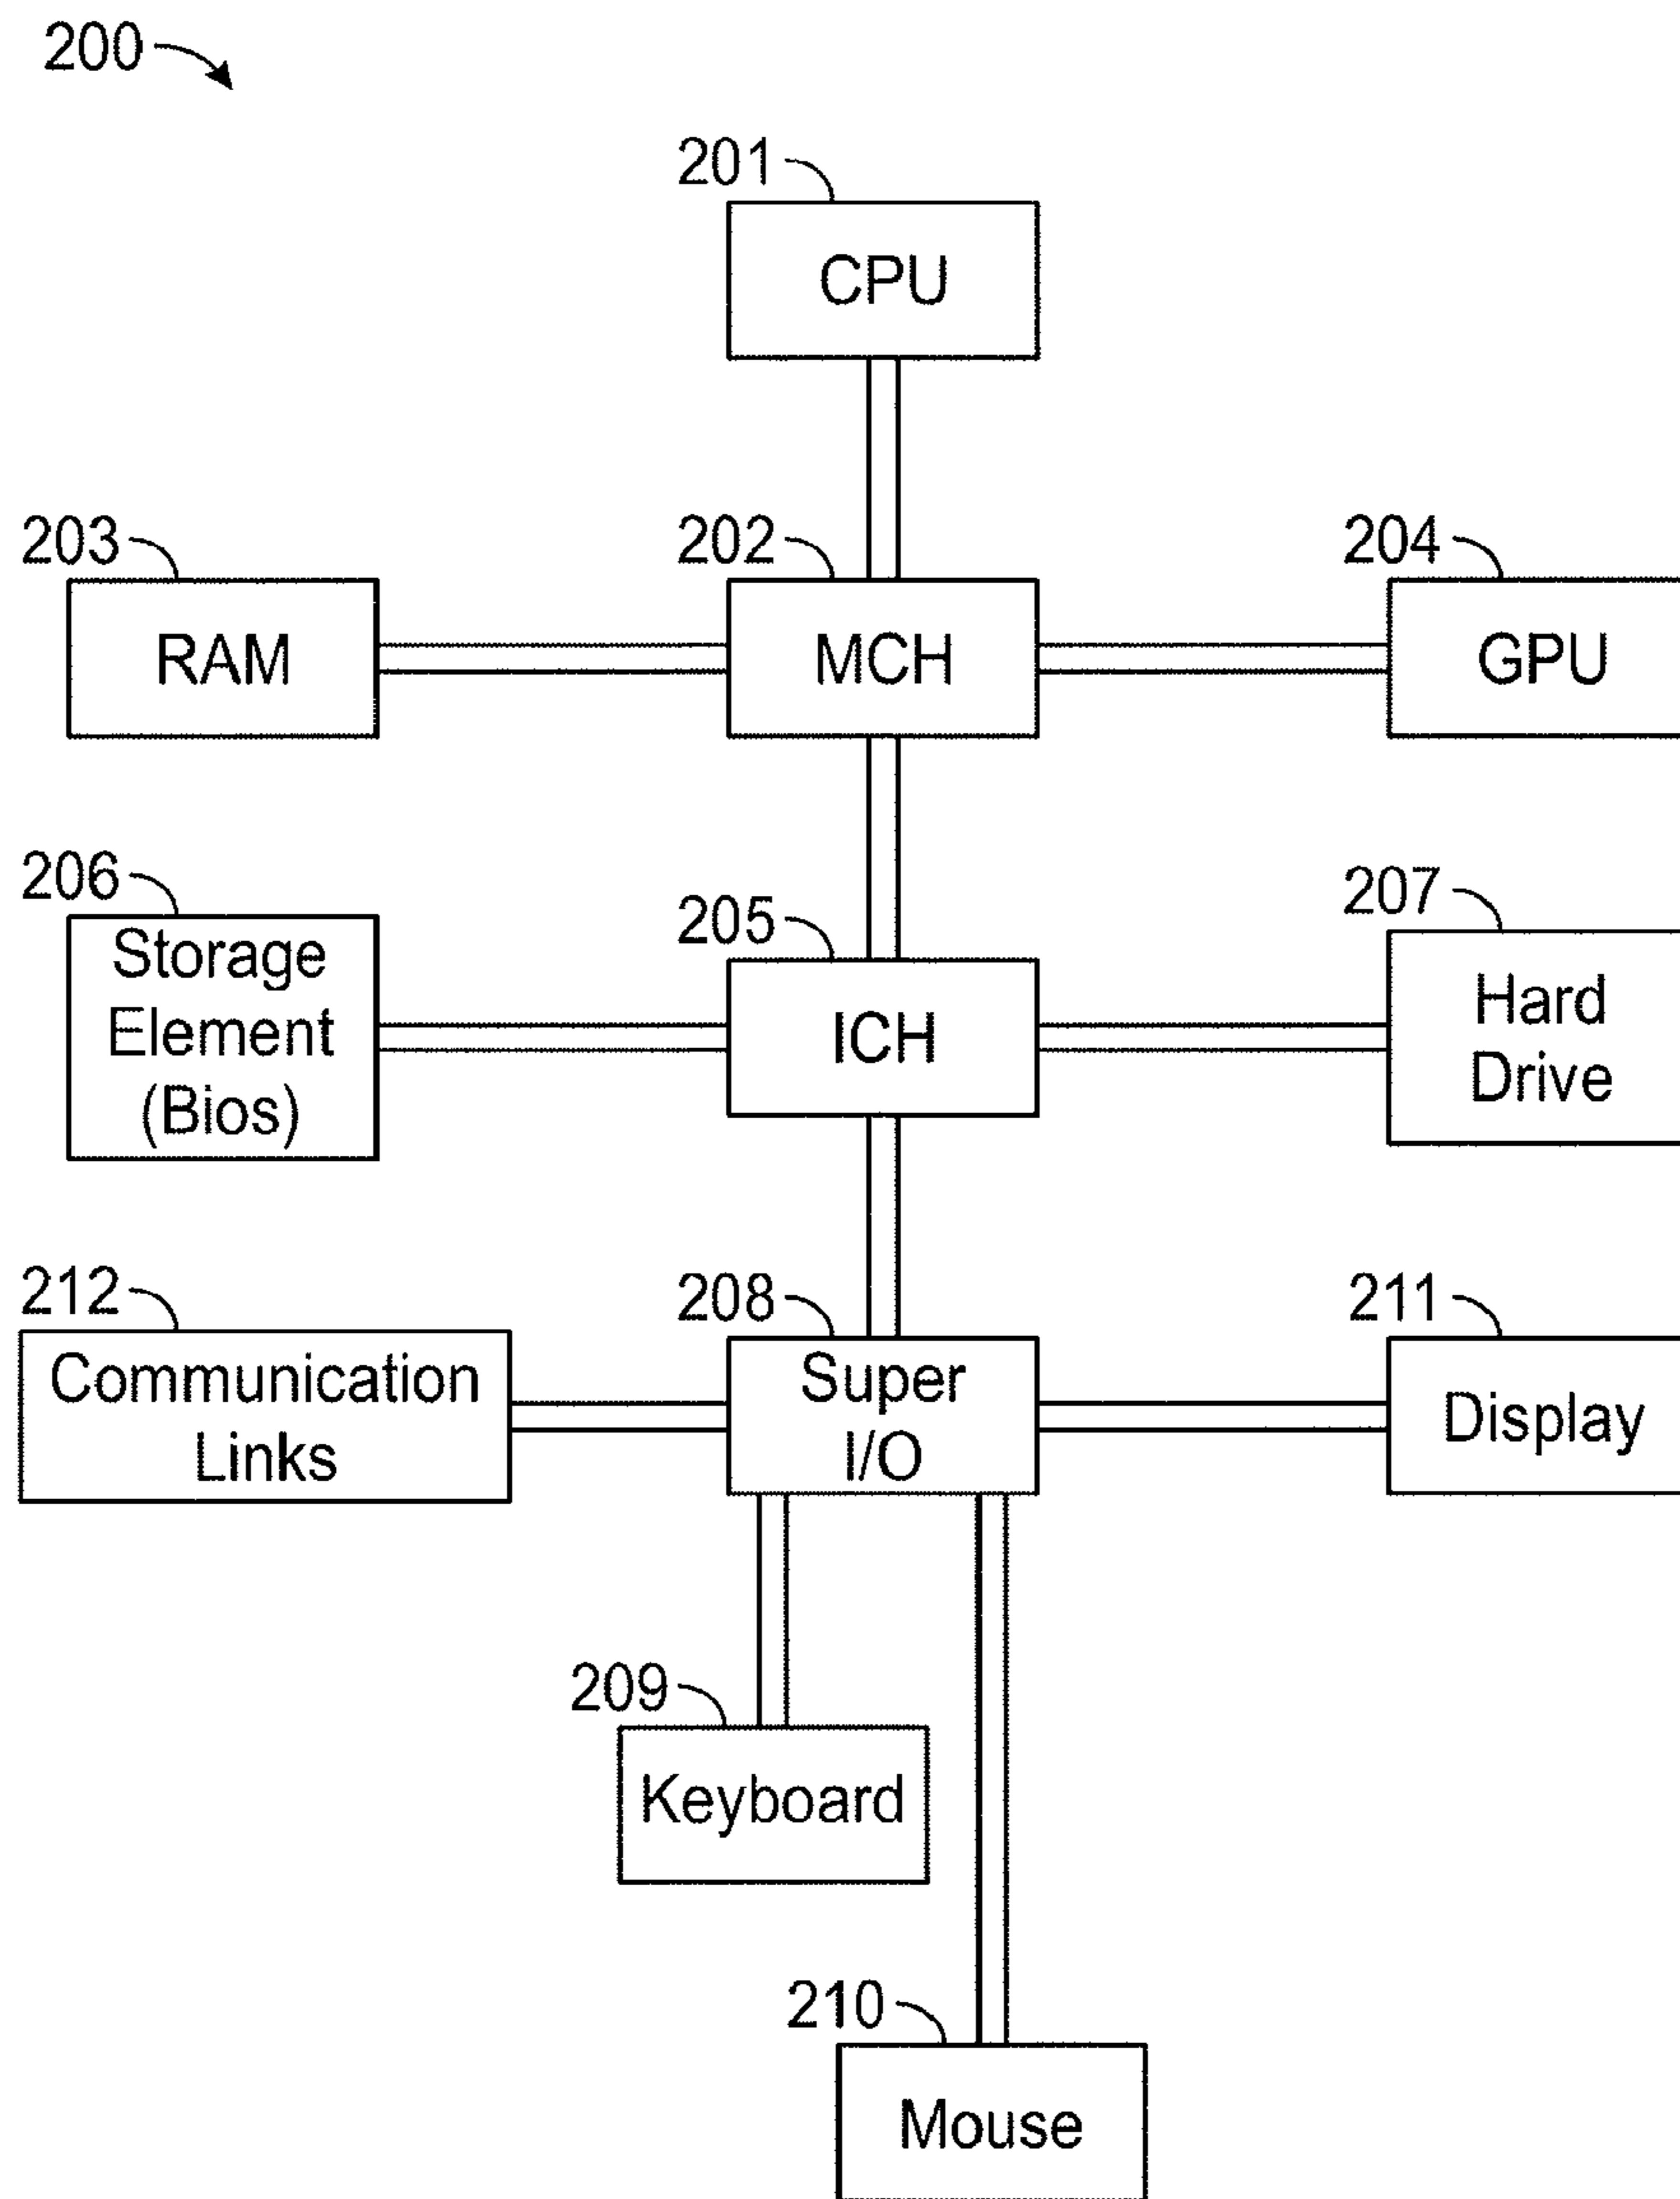 200
201
CPU
203
202
204
RAM
MCH
GPU
206
205
207
Storage
Element
(Bios)
ICH
Hard
Drive
212
208
211
Communication
Links
Super
I/O
Display
209
Keyboard
210
Mouse